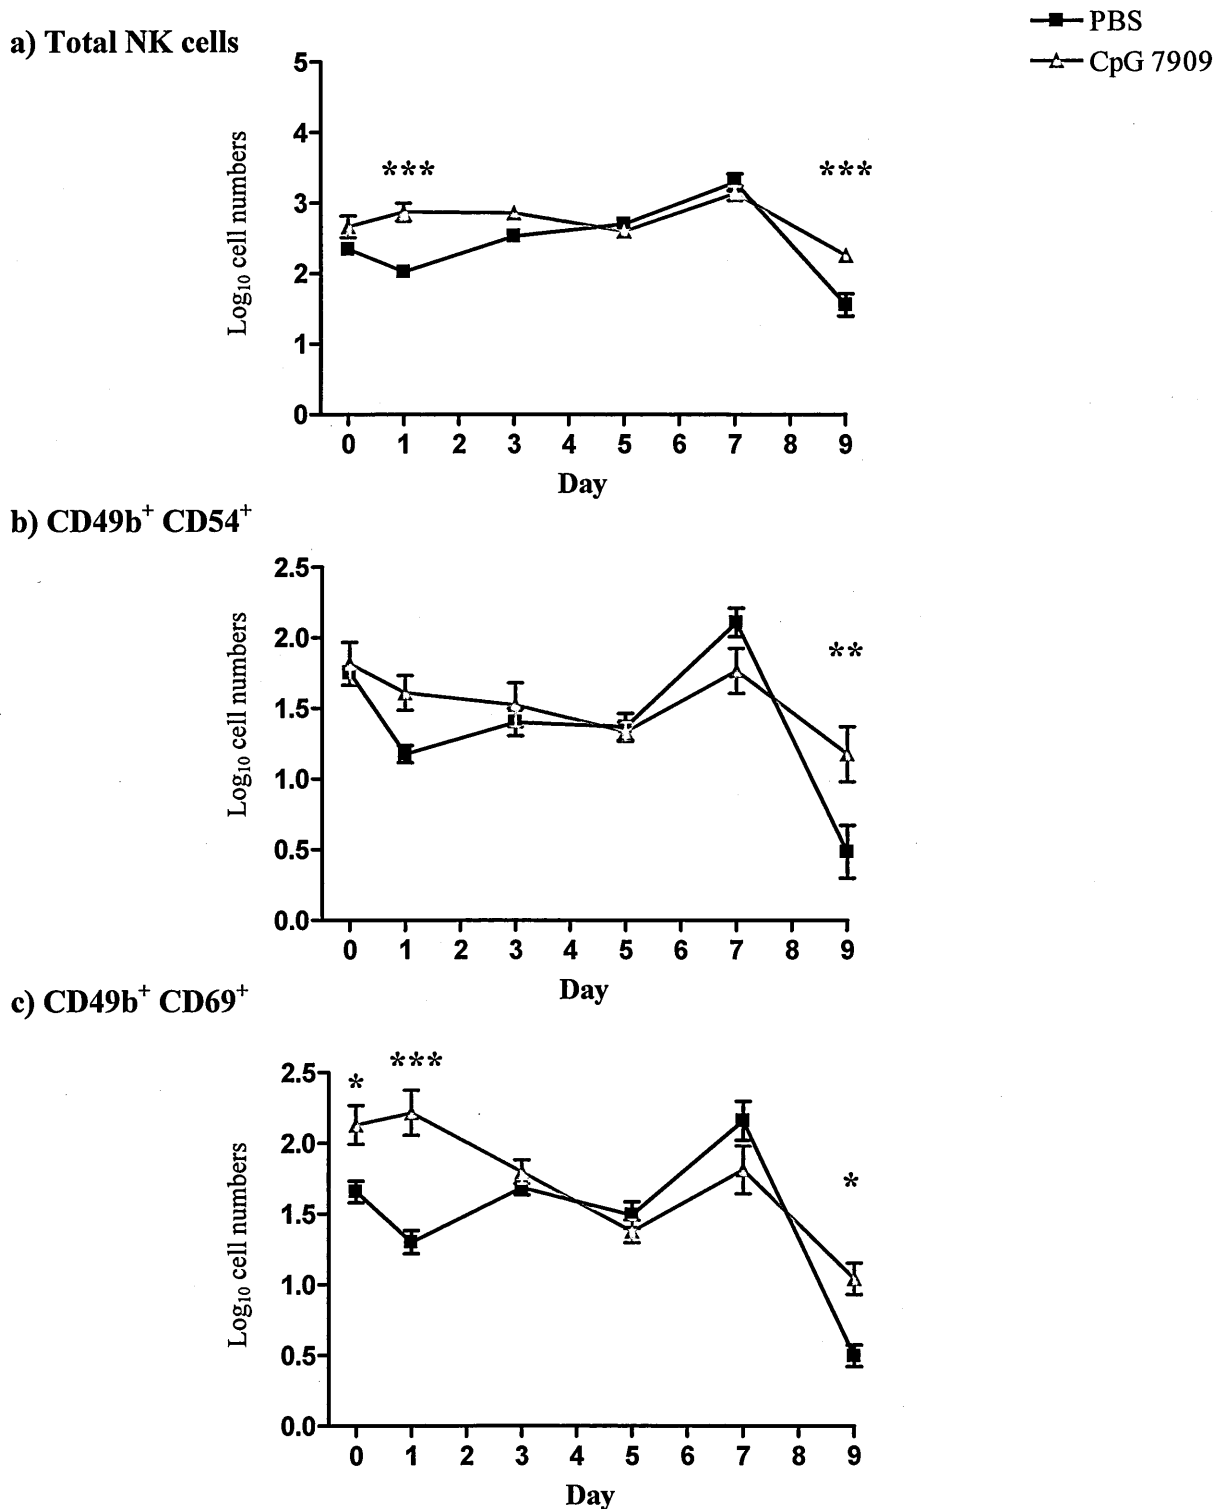 PBS
CpG 7909
a) Total NK cells
Log₁₀ cell numbers
5
4
3
2
1
0
***
***
0 1 2 3 4 5 6 7 8 9
Day
b) CD49b⁺ CD54⁺
Log₁₀ cell numbers
2.5
2.0
1.5
1.0
0.5
0.0
**
0 1 2 3 4 5 6 7 8 9
Day
c) CD49b⁺ CD69⁺
Log₁₀ cell numbers
2.5
2.0
1.5
1.0
0.5
0.0
*
***
*
0 1 2 3 4 5 6 7 8 9
Day